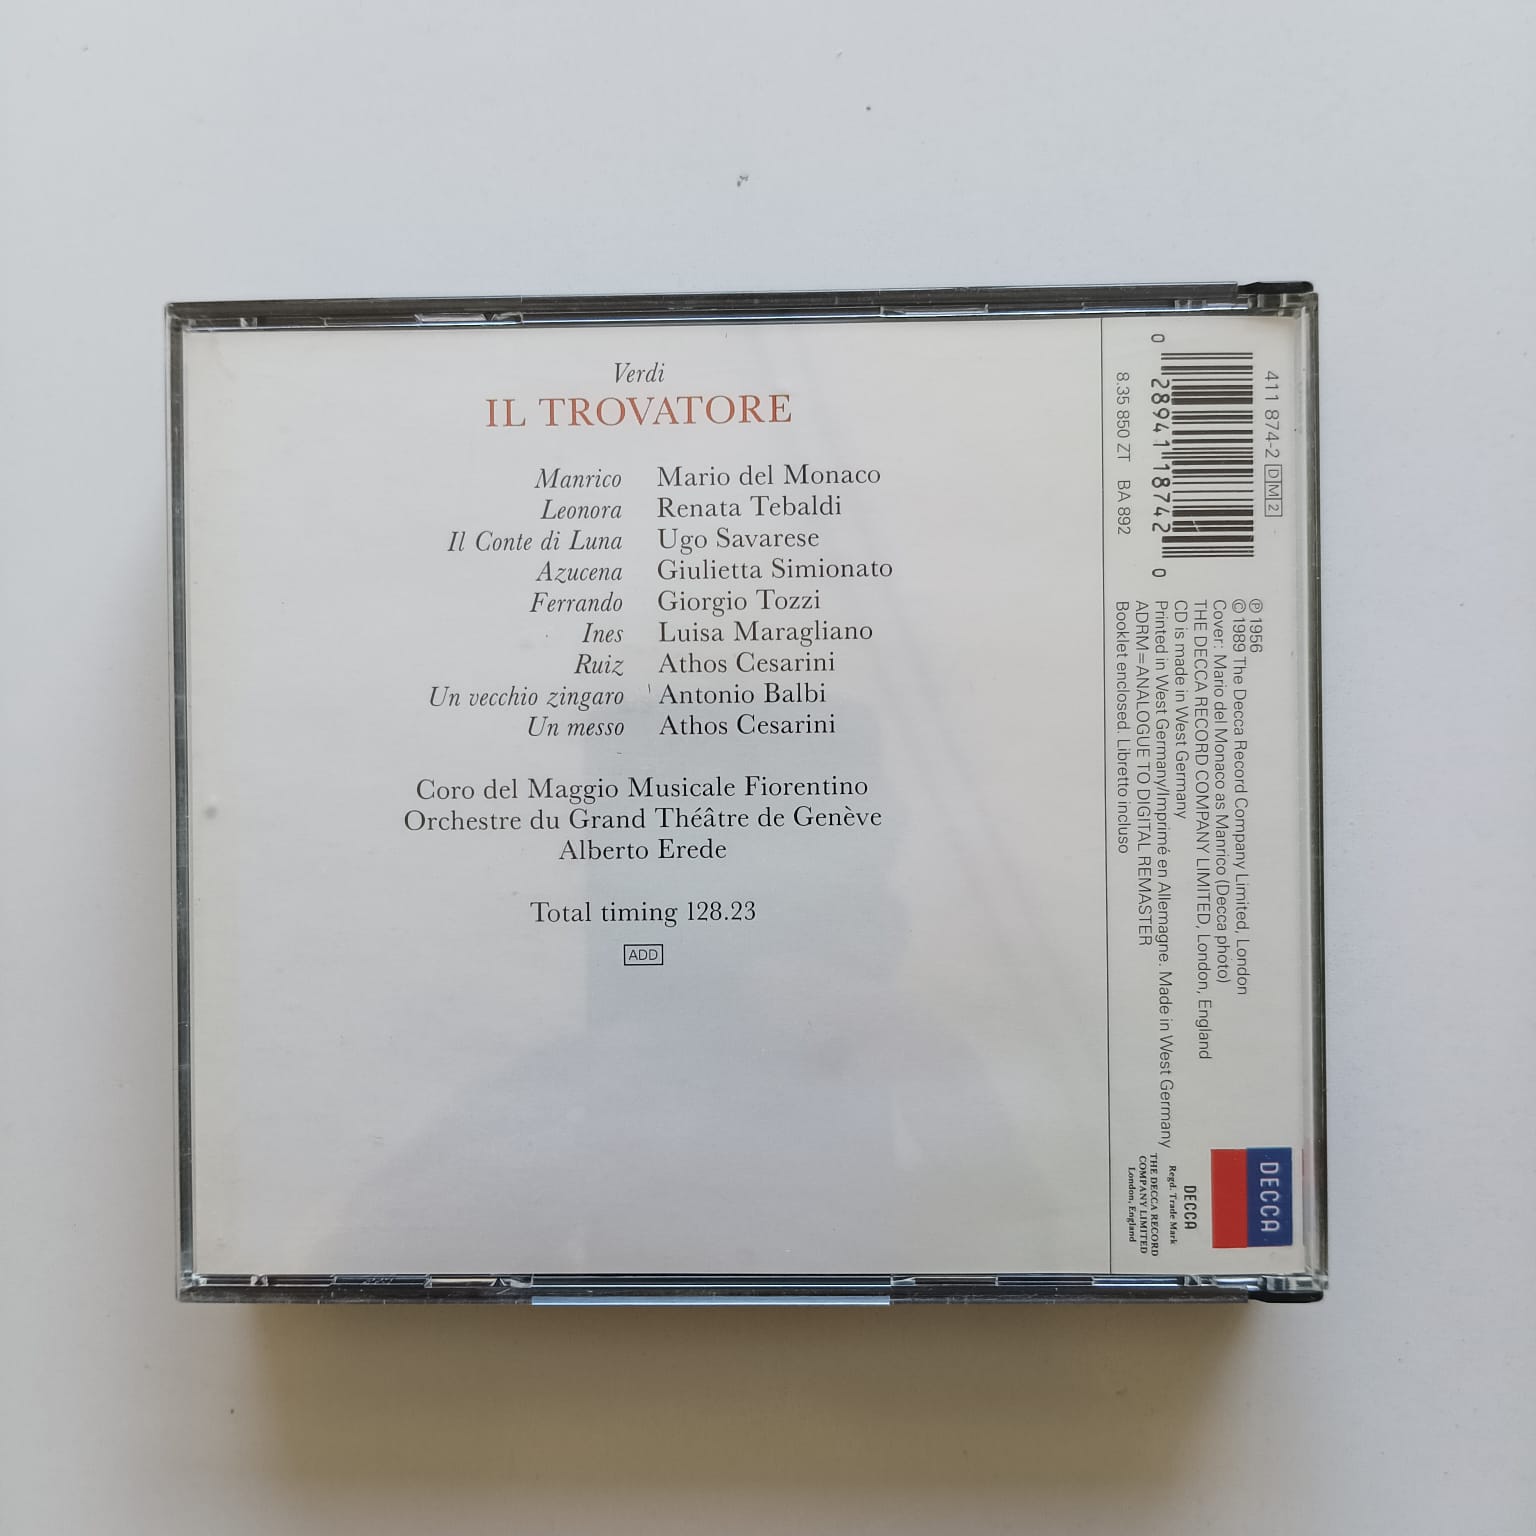 Verdi
IL TROVATORE
Manrico Mario del Monaco
Leonora Renata Tebaldi
Il Conte di Luna Ugo Savarese
Azucena Giulietta Simionato
Ferrando Giorgio Tozzi
Ines Luisa Maragliano
Ruiz Athos Cesarini
Un vecchio zingaro Antonio Balbi
Un messo Athos Cesarini
Coro del Maggio Musicale Fiorentino
Orchestre du Grand Théâtre de Genève
Alberto Erede
Total timing 128.23
ADD
411 874-2 DM2
0 28941 18742 0
8.35 850 ZT BA 892
℗ 1956
© 1989 The Decca Record Company Limited, London
Cover: Mario del Monaco as Manrico (Decca photo)
THE DECCA RECORD COMPANY LIMITED, London, England
CD is made in West Germany
Printed in West Germany/Imprimé en Allemagne. Made in West Germany
ADRM=ANALOGUE TO DIGITAL REMASTER
Booklet enclosed. Libretto incluso
DECCA
DECCA
Regd. Trade Mark
THE DECCA RECORD
COMPANY LIMITED
London, England